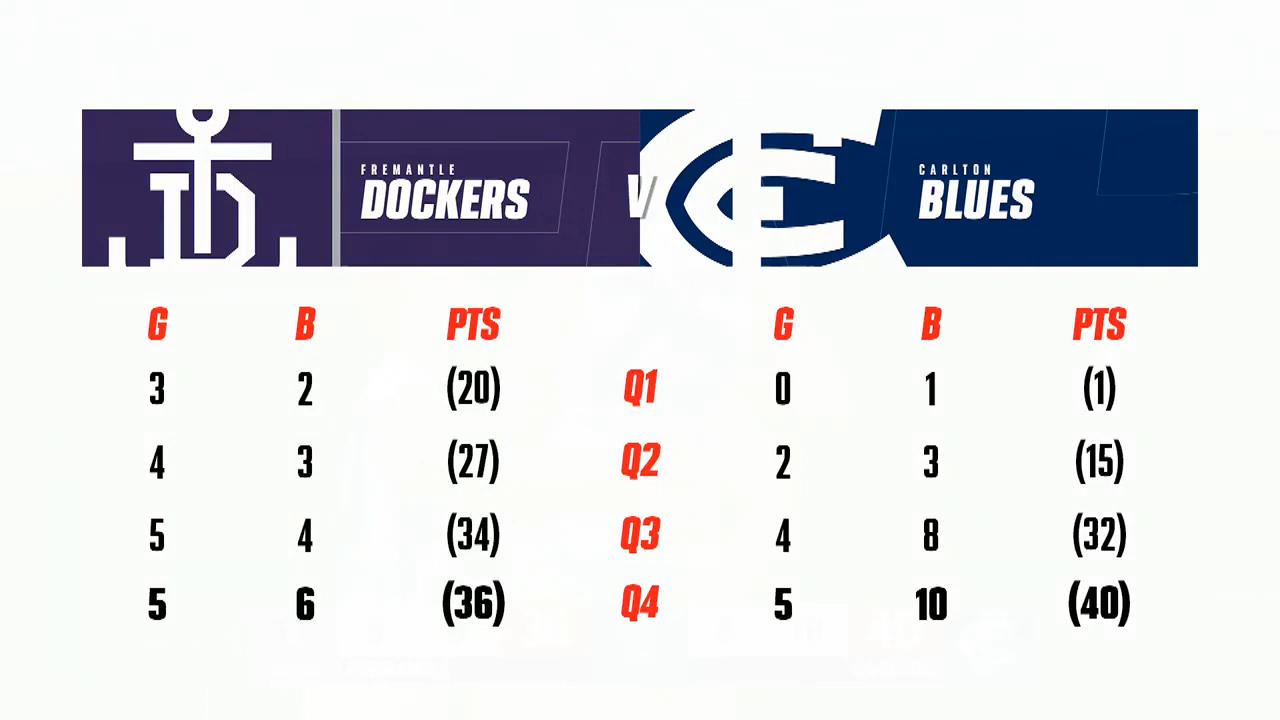 FREMANTLE
DOCKERS
V
CARLTON
BLUES
G B PTS G B PTS
3 2 (20) Q1 0 1 (1)
4 3 (27) Q2 2 3 (15)
5 4 (34) Q3 4 8 (32)
5 6 (36) Q4 5 10 (40)